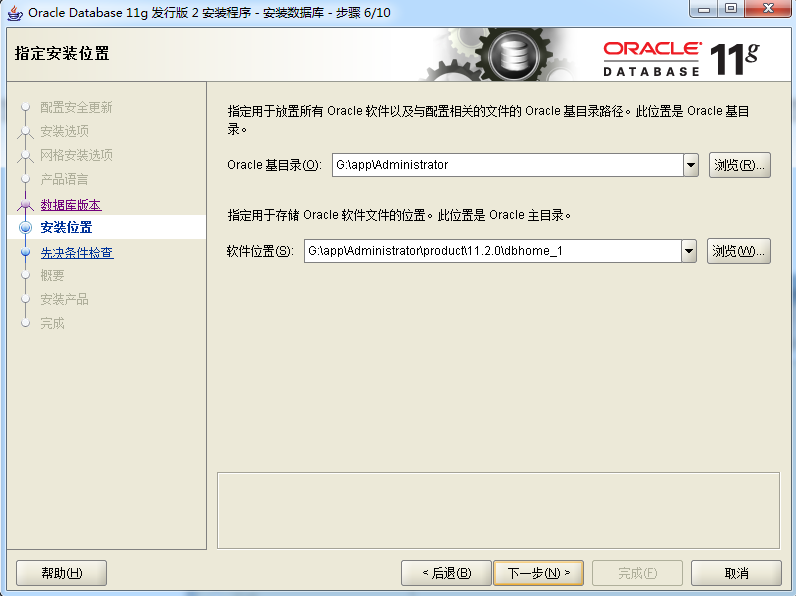 Oracle Database 11g 发行版 2 安装程序 - 安装数据库 - 步骤 6/10
指定安装位置
ORACLE
DATABASE
11g
配置安全更新
安装选项
网格安装选项
产品语言
数据库版本
安装位置
先决条件检查
概要
安装产品
完成
指定用于放置所有 Oracle 软件以及与配置相关的文件的 Oracle 基目录路径。此位置是 Oracle 基目
录。
Oracle 基目录(O): G:\app\Administrator 浏览(R)...
指定用于存储 Oracle 软件文件的位置。此位置是 Oracle 主目录。
软件位置(S): G:\app\Administrator\product\11.2.0\dbhome_1 浏览(W)...
帮助(H) < 后退(B) 下一步(N) > 完成(F) 取消